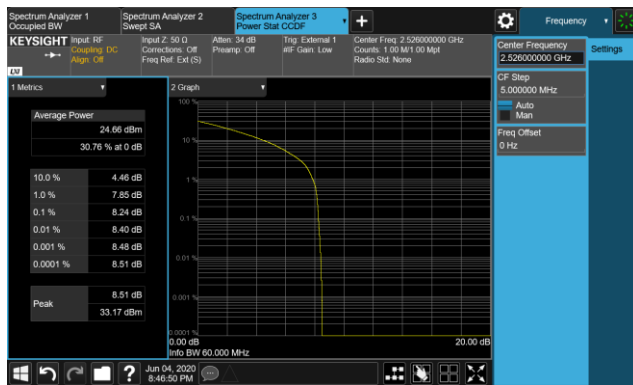 Spectrum Analyzer 1
Occupied BW
Spectrum Analyzer 2
Swept SA
Spectrum Analyzer 3
Power Stat CCDF
Frequency
KEYSIGHT
Input: RF
Coupling: DC
Align: Off
Input Z: 50 Ω
Corrections: Off
Freq Ref: Ext (S)
Atten: 34 dB
Preamp: Off
Trig: External 1
#IF Gain: Low
Center Freq: 2.526000000 GHz
Counts: 1.00 M/1.00 Mpt
Radio Std: None
Center Frequency
2.526000000 GHz
Settings
CF Step
5.000000 MHz
Auto
Man
Freq Offset
0 Hz
LXI
1 Metrics
2 Graph
Average Power
24.66 dBm
30.76 % at 0 dB
10.0 % 4.46 dB
1.0 % 7.85 dB
0.1 % 8.24 dB
0.01 % 8.40 dB
0.001 % 8.48 dB
0.0001 % 8.51 dB
Peak
8.51 dB
33.17 dBm
100 %
10 %
1 %
0.1 %
0.01 %
0.001 %
0.0001 %
0.00 dB
20.00 dB
Info BW 60.000 MHz
?
Jun 04, 2020
8:46:50 PM